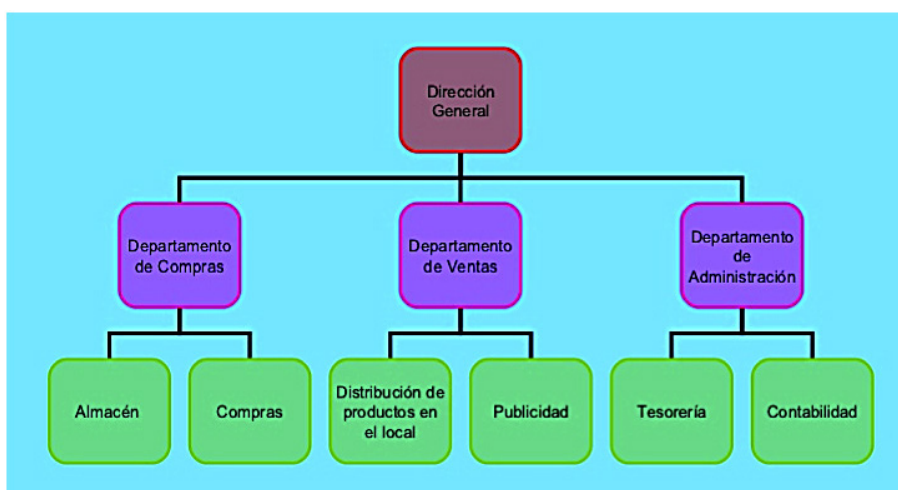 Dirección
General
Departamento
de Compras
Departamento
de Ventas
Departamento
de
Administración
Almacén
Compras
Distribución de
productos en
el local
Publicidad
Tesorería
Contabilidad